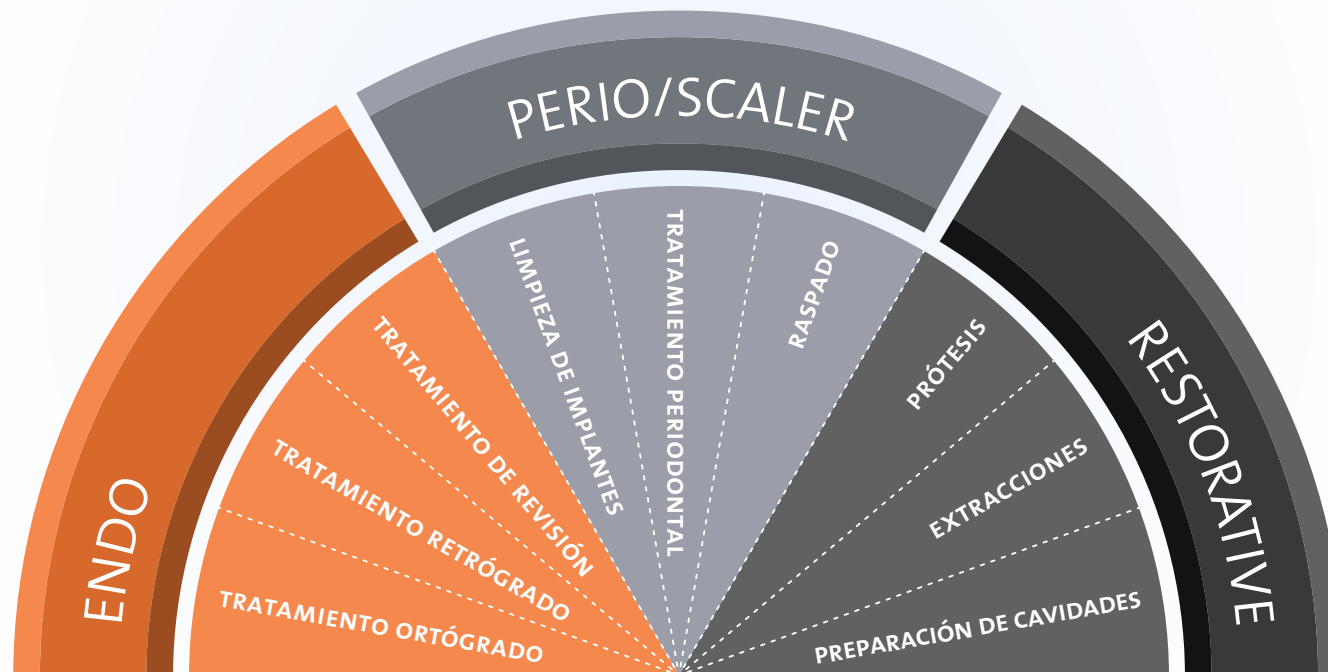 ENDO
PERIO/SCALER
RESTORATIVE
TRATAMIENTO ORTÓGRADO
TRATAMIENTO RETRÓGRADO
TRATAMIENTO DE REVISIÓN
LIMPIEZA DE IMPLANTES
TRATAMIENTO PERIODONTAL
RASPADO
PRÓTESIS
EXTRACCIONES
PREPARACIÓN DE CAVIDADES